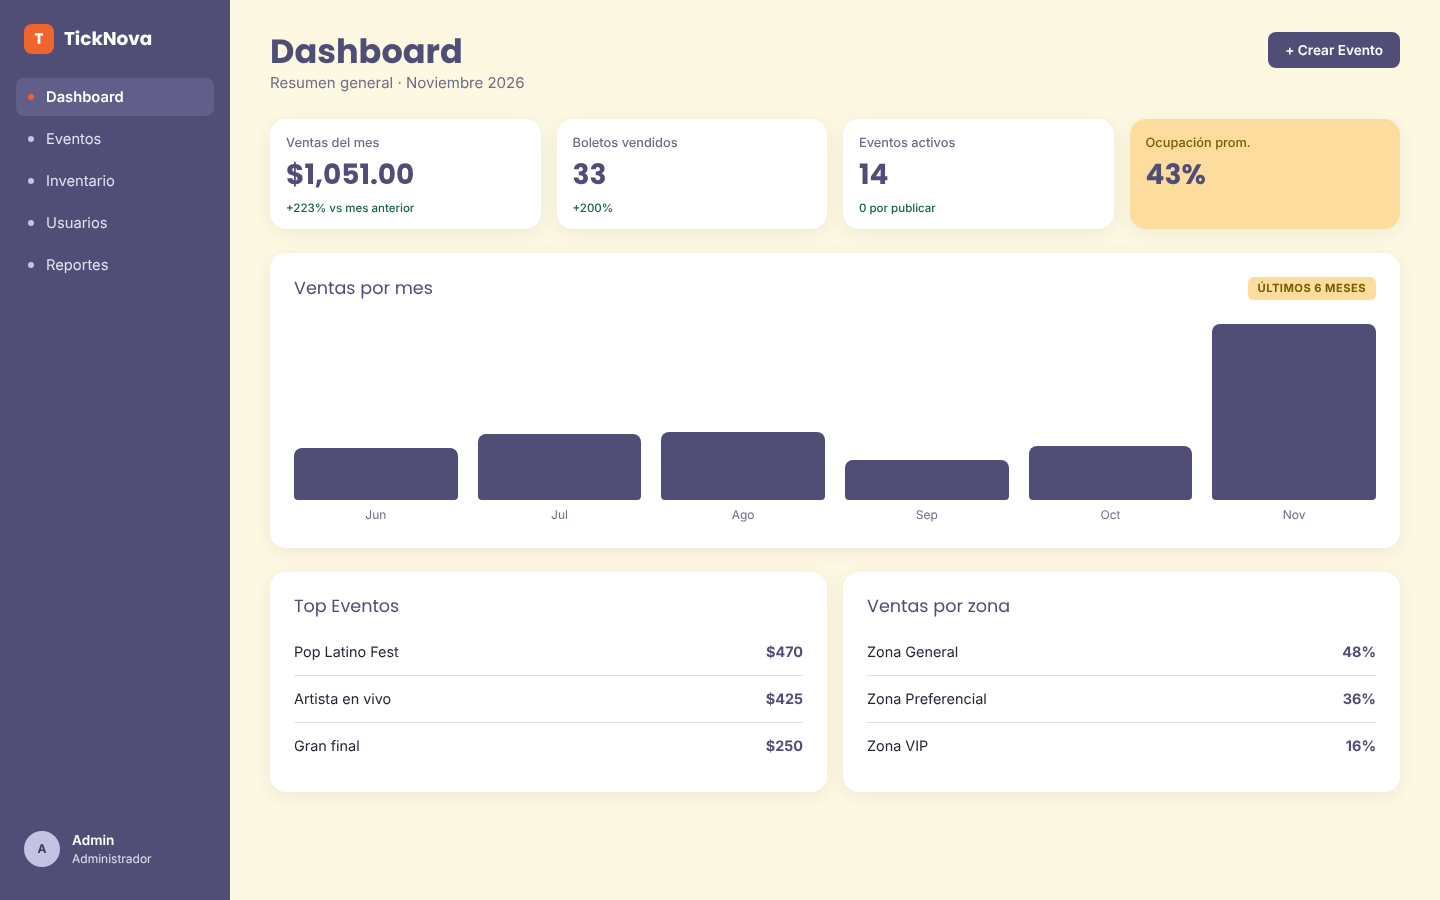 T TickNova
Dashboard
Eventos
Inventario
Usuarios
Reportes
A
Admin
Administrador
Dashboard
Resumen general · Noviembre 2026
+ Crear Evento
Ventas del mes
$1,051.00
+223% vs mes anterior
Boletos vendidos
33
+200%
Eventos activos
14
0 por publicar
Ocupación prom.
43%
Ventas por mes
ÚLTIMOS 6 MESES
Jun Jul Ago Sep Oct Nov
Top Eventos
Pop Latino Fest $470
Artista en vivo $425
Gran final $250
Ventas por zona
Zona General 48%
Zona Preferencial 36%
Zona VIP 16%